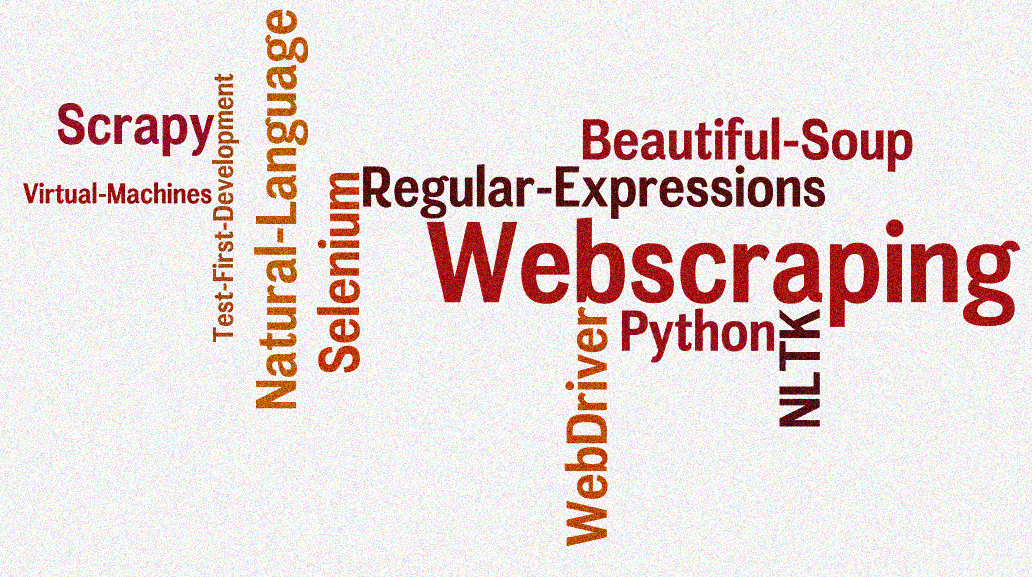 Scrapy
Virtual-Machines
Test-First-Development
Natural-Language
Selenium
Beautiful-Soup
Regular-Expressions
Webscraping
Python
NLTK
WebDriver